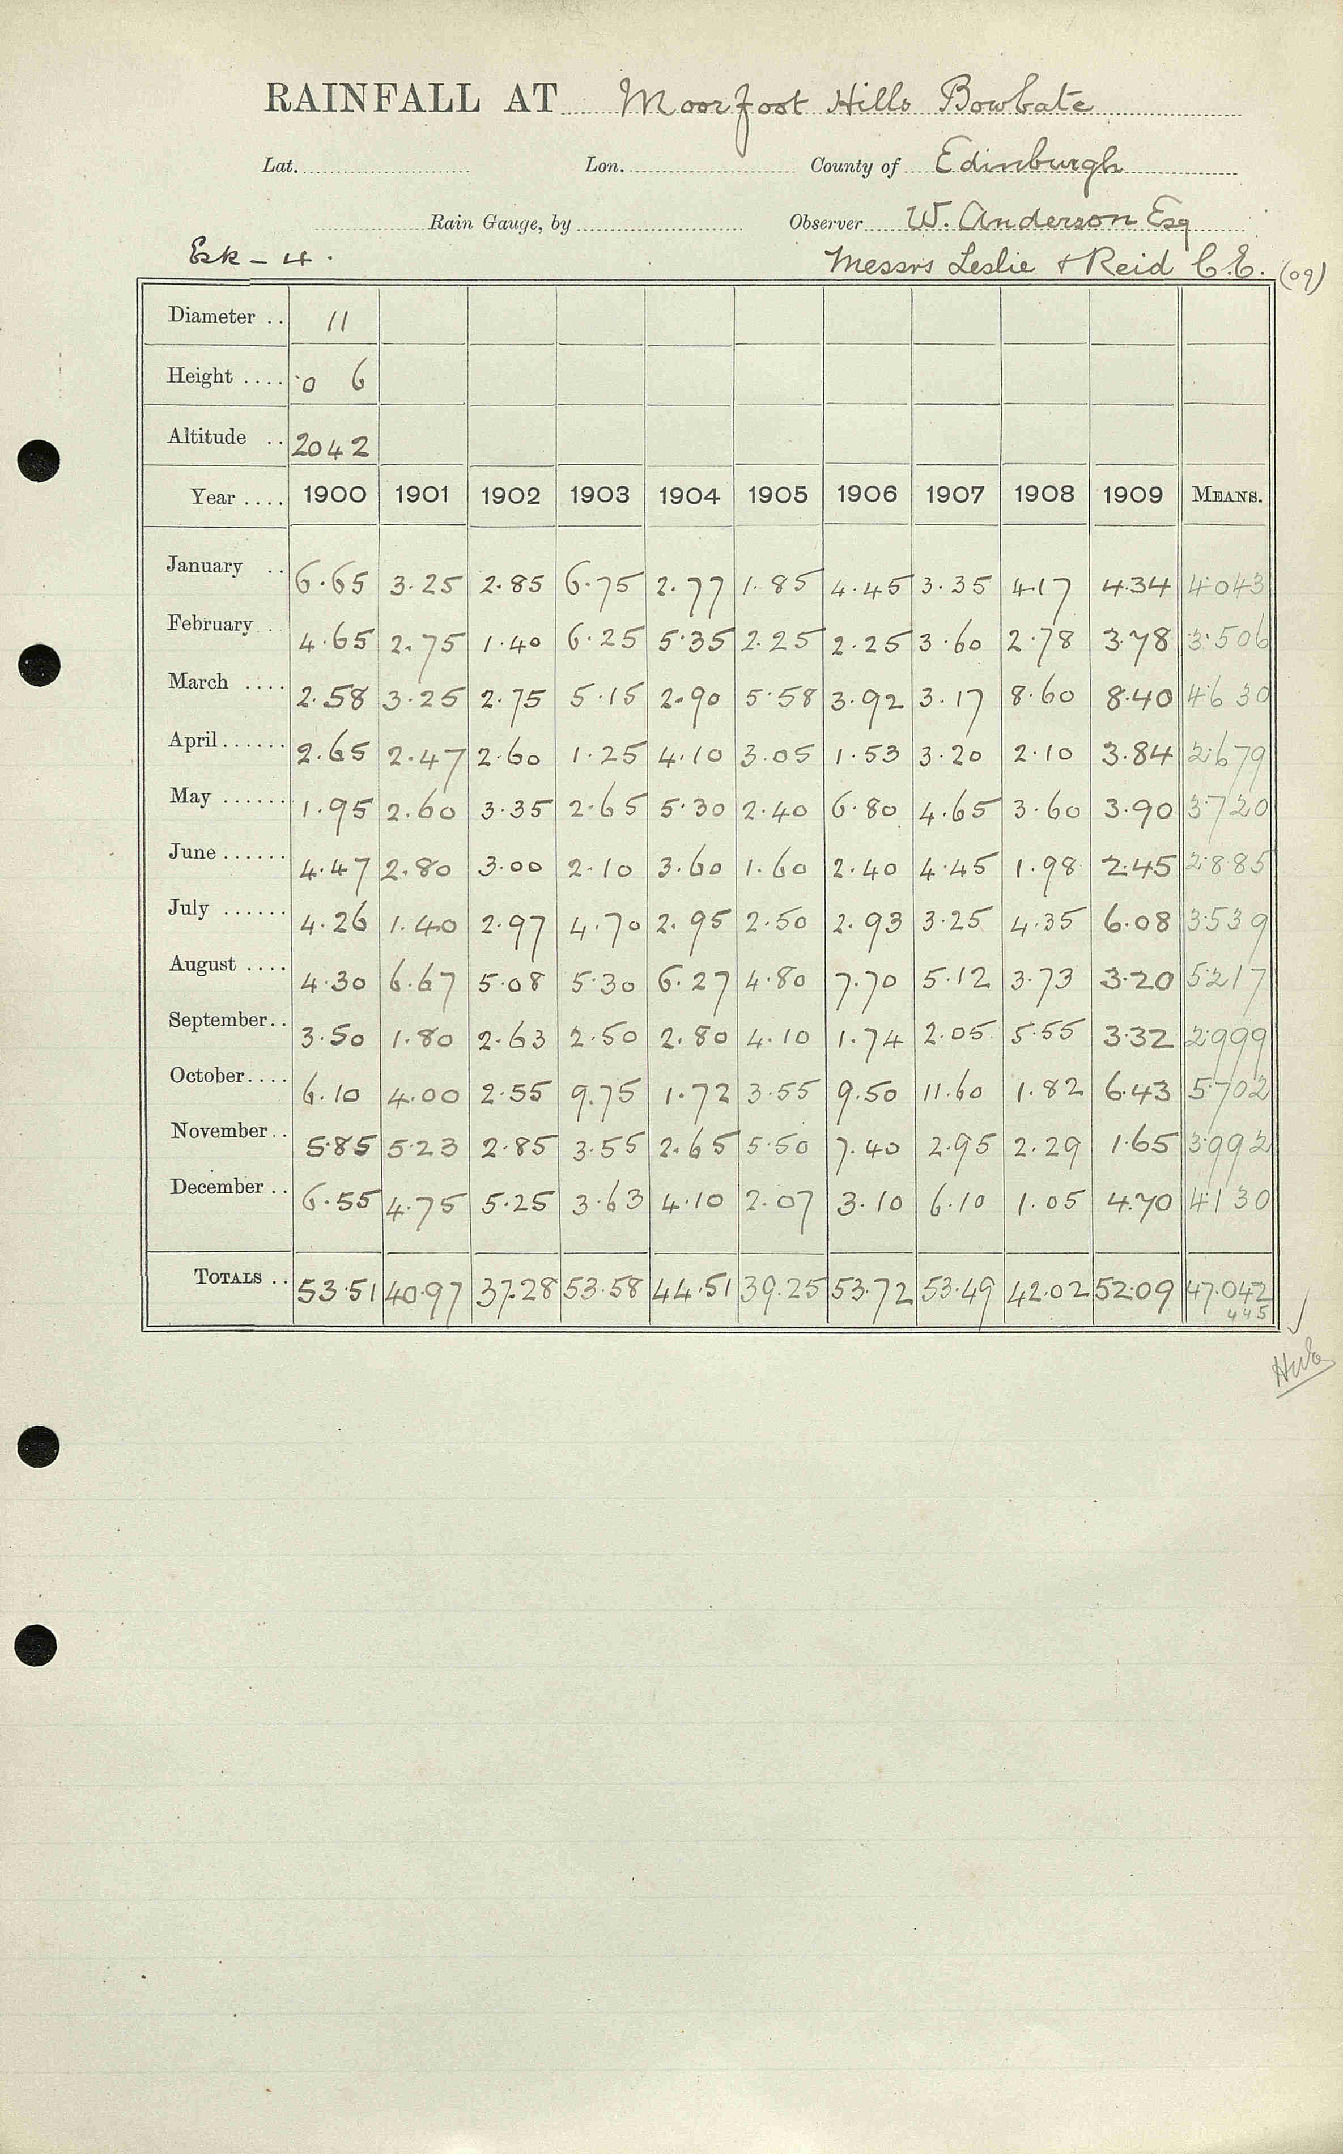 RAINFALL AT Moorfoot Hills Bowbate
Lat. Lon. County of Edinburgh
Rain Gauge, by Observer W. Anderson Esq
Esk - 4. Messrs Leslie & Reid C.E. (09)
Diameter .. 11
Height .... 0 6
Altitude .. 2042
Year .... 1900 1901 1902 1903 1904 1905 1906 1907 1908 1909 MEANS.
January .. 6.65 3.25 2.85 6.75 2.77 1.85 4.45 3.35 4.17 4.34 4.043
February .. 4.65 2.75 1.40 6.25 5.35 2.25 2.25 3.60 2.78 3.78 3.506
March .... 2.58 3.25 2.75 5.15 2.90 5.58 3.92 3.17 8.60 8.40 4.630
April ...... 2.65 2.47 2.60 1.25 4.10 3.05 1.53 3.20 2.10 3.84 2.679
May ...... 1.95 2.60 3.35 2.65 5.30 2.40 6.80 4.65 3.60 3.90 3.720
June ...... 4.47 2.80 3.00 2.10 3.60 1.60 2.40 4.45 1.98 2.45 2.885
July ...... 4.26 1.40 2.97 4.70 2.95 2.50 2.93 3.25 4.35 6.08 3.539
August .... 4.30 6.67 5.08 5.30 6.27 4.80 7.70 5.12 3.73 3.20 5.217
September .. 3.50 1.80 2.63 2.50 2.80 4.10 1.74 2.05 5.55 3.32 2.999
October .... 6.10 4.00 2.55 9.75 1.72 3.55 9.50 11.60 1.82 6.43 5.702
November .. 5.85 5.23 2.85 3.55 2.65 5.50 7.40 2.95 2.29 1.65 3.992
December .. 6.55 4.75 5.25 3.63 4.10 2.07 3.10 6.10 1.05 4.70 4.130
TOTALS .. 53.51 40.97 37.28 53.58 44.51 39.25 53.72 53.49 42.02 52.09 47.042
445